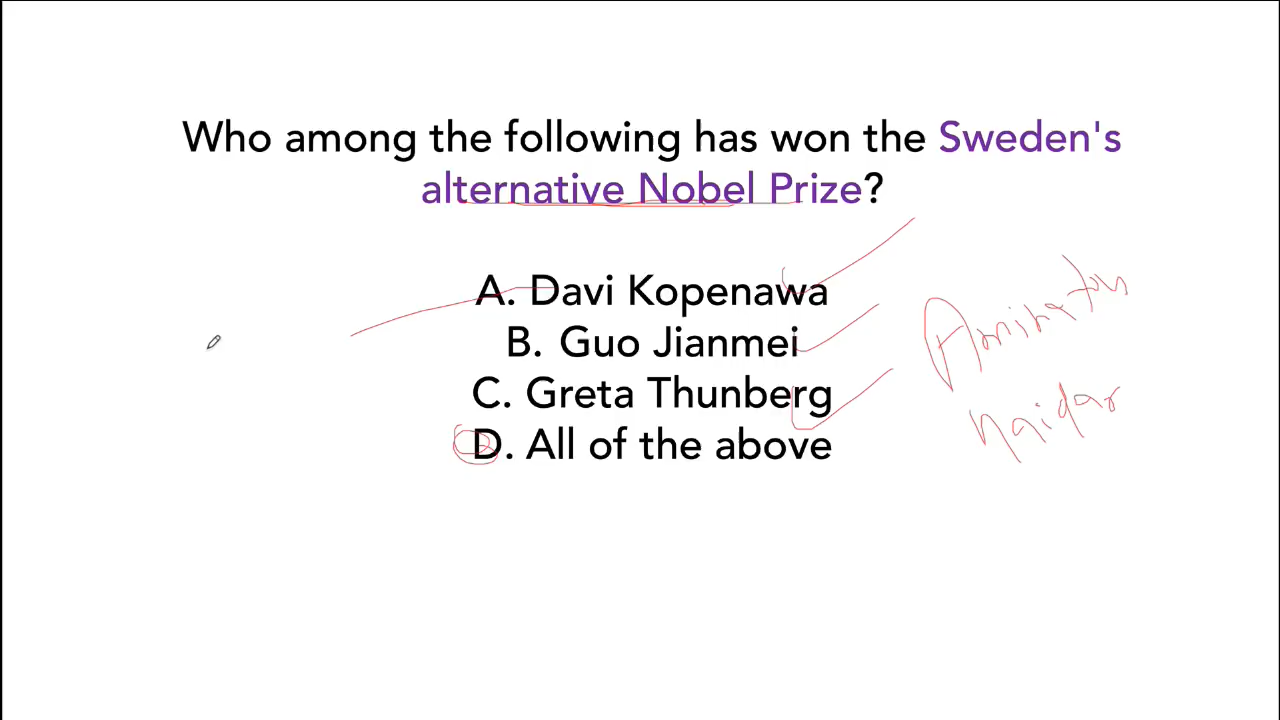 Who among the following has won the Sweden's
alternative Nobel Prize?
A. Davi Kopenawa
B. Guo Jianmei
C. Greta Thunberg
D. All of the above